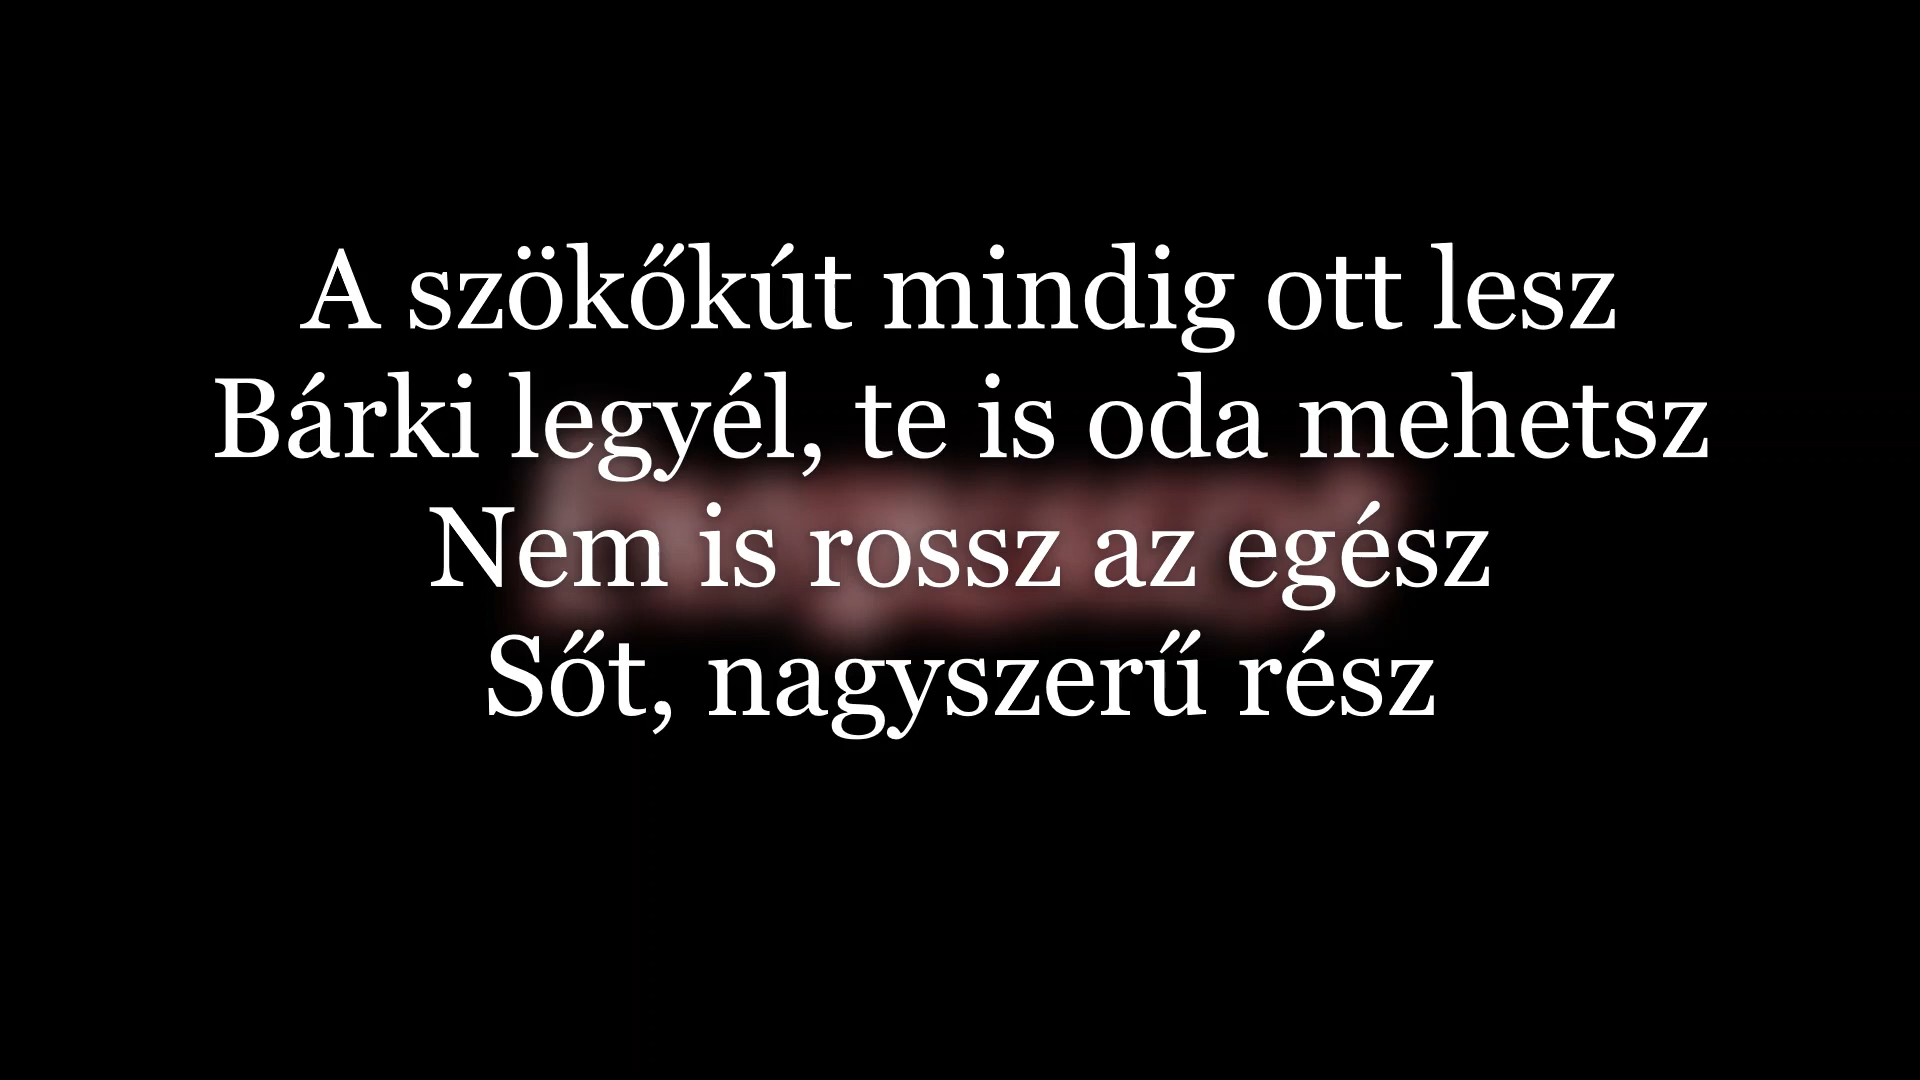 A szökőkút mindig ott lesz
Bárki legyél, te is oda mehetsz
Nem is rossz az egész
Sőt, nagyszerű rész